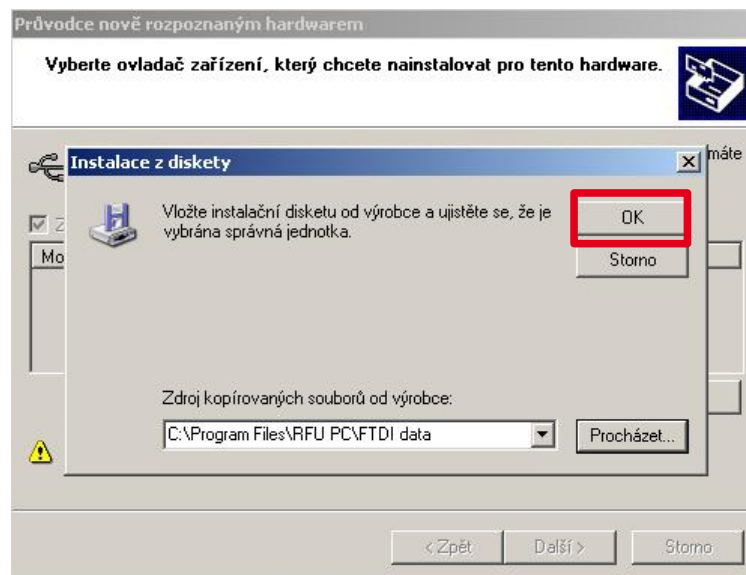 Průvodce nově rozpoznaným hardwarem
Vyberte ovladač zařízení, který chcete nainstalovat pro tento hardware.
máte
Instalace z diskety
Vložte instalační disketu od výrobce a ujistěte se, že je
vybrána správná jednotka.
OK
Storno
Z
Mo
Zdroj kopírovaných souborů od výrobce:
C:\Program Files\RFU PC\FTDI data
Procházet...
< Zpět
Další >
Storno